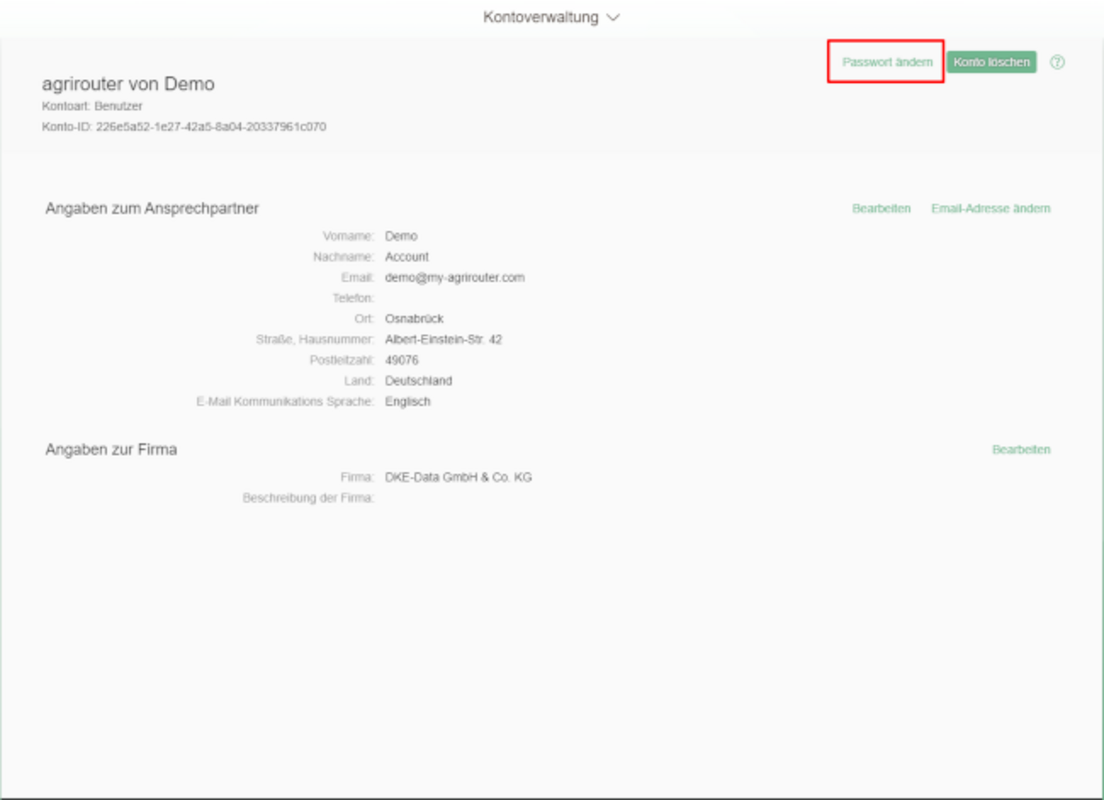 Kontoverwaltung
Passwort ändern Konto löschen ?
agrirouter von Demo
Kontoart: Benutzer
Konto-ID: 226e5a52-1e27-42a5-8a04-20337961c070
Angaben zum Ansprechpartner Bearbeiten Email-Adresse ändern
Vorname: Demo
Nachname: Account
Email: demo@my-agrirouter.com
Telefon:
Ort: Osnabrück
Straße, Hausnummer: Albert-Einstein-Str. 42
Postleitzahl: 49076
Land: Deutschland
E-Mail Kommunikations Sprache: Englisch
Angaben zur Firma Bearbeiten
Firma: DKE-Data GmbH & Co. KG
Beschreibung der Firma: